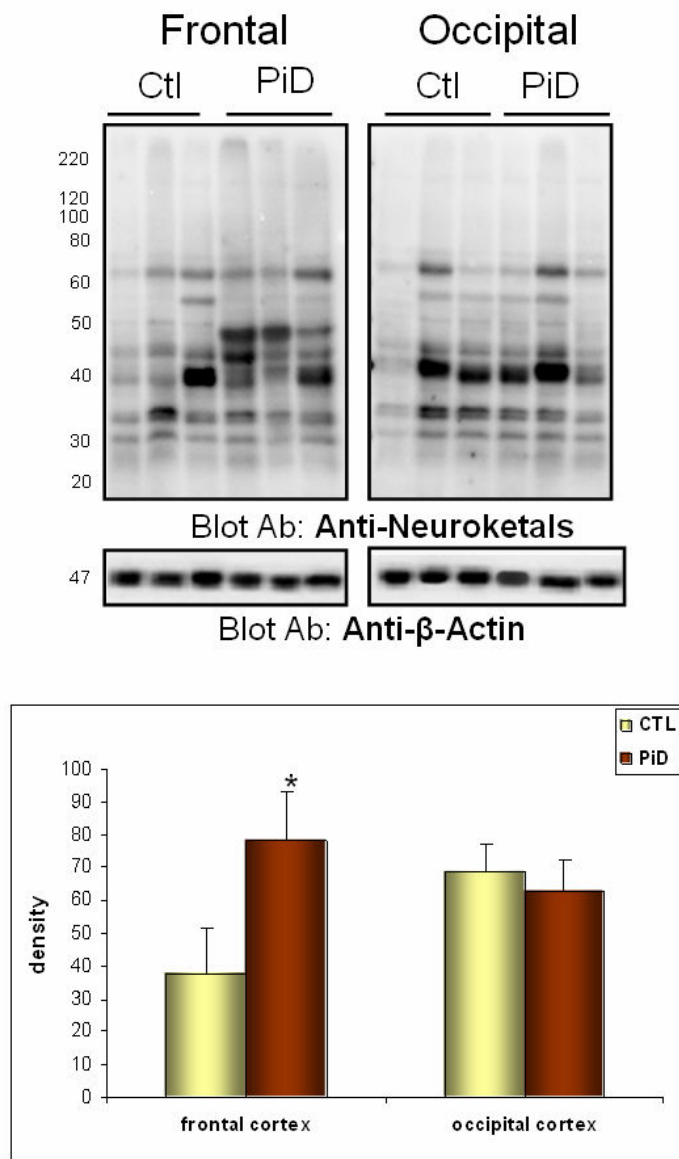 Frontal Occipital
Ctl PiD Ctl PiD
220
120
100
80
60
50
40
30
20
Blot Ab: Anti-Neuroketals
47
Blot Ab: Anti-β-Actin
CTL
PiD
100
90
80
70
60
50
40
30
20
10
0
density
*
frontal cortex occipital cortex